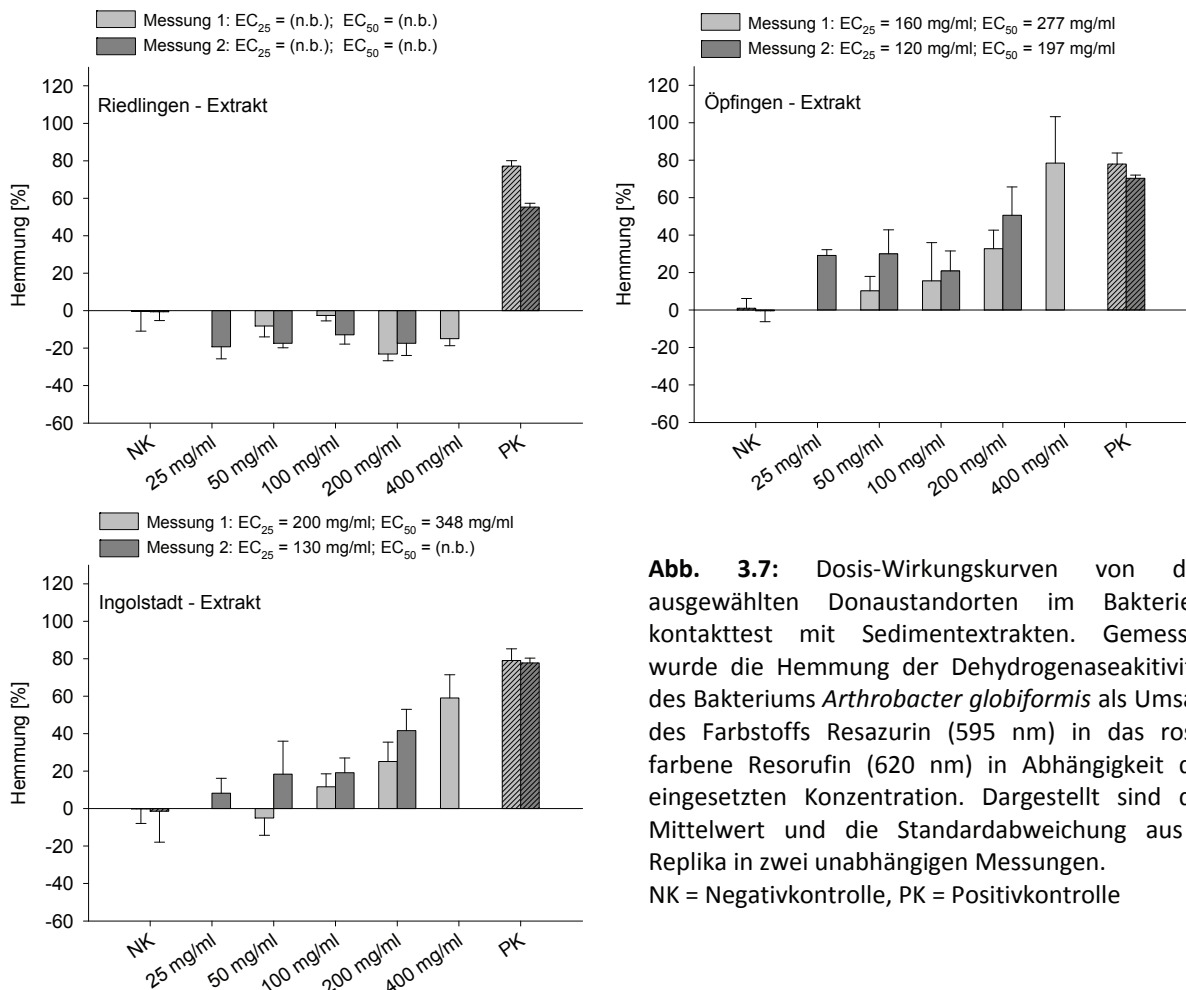 Messung 1: EC25 = (n.b.); EC50 = (n.b.)
Messung 2: EC25 = (n.b.); EC50 = (n.b.)
Riedlingen - Extrakt
Hemmung [%]
120
100
80
60
40
20
0
-20
-40
-60
NK
25 mg/ml
50 mg/ml
100 mg/ml
200 mg/ml
400 mg/ml
PK
Messung 1: EC25 = 160 mg/ml; EC50 = 277 mg/ml
Messung 2: EC25 = 120 mg/ml; EC50 = 197 mg/ml
Öpfingen - Extrakt
Hemmung [%]
120
100
80
60
40
20
0
-20
-40
-60
NK
25 mg/ml
50 mg/ml
100 mg/ml
200 mg/ml
400 mg/ml
PK
Messung 1: EC25 = 200 mg/ml; EC50 = 348 mg/ml
Messung 2: EC25 = 130 mg/ml; EC50 = (n.b.)
Ingolstadt - Extrakt
Hemmung [%]
120
100
80
60
40
20
0
-20
-40
-60
NK
25 mg/ml
50 mg/ml
100 mg/ml
200 mg/ml
400 mg/ml
PK
Abb. 3.7: Dosis-Wirkungskurven von
ausgewählten Donaustandorten im
kontakttest mit Sedimentextrakten.
wurde die Hemmung der
des Bakteriums Arthrobacter globiformis als
des Farbstoffs Resazurin (595 nm) in das
farbene Resorufin (620 nm) in Abhängigkeit
eingesetzten Konzentration. Dargestellt sind
Mittelwert und die Standardabweichung aus
Replika in zwei unabhängigen Messungen.
NK = Negativkontrolle, PK = Positivkontrolle